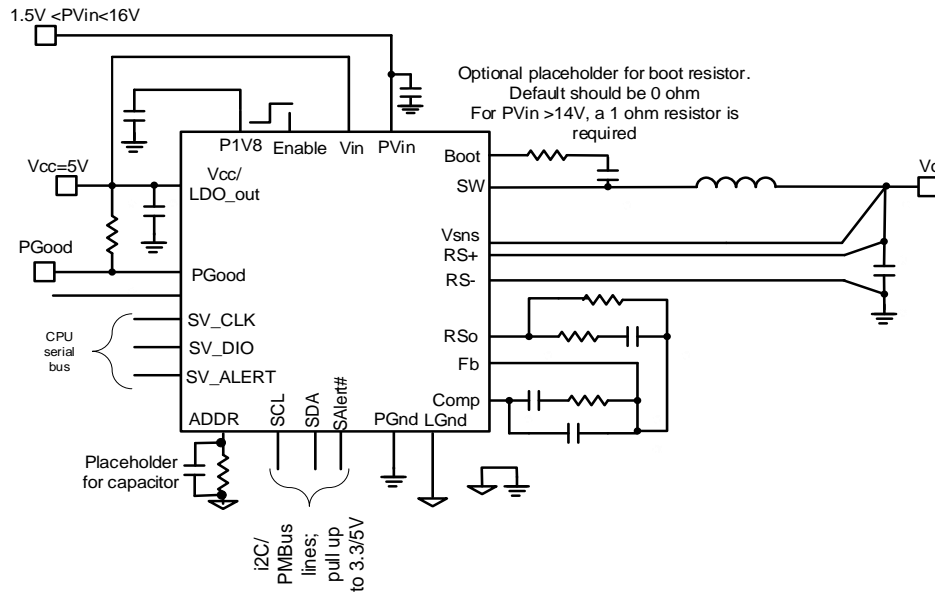 1.5V <PVin<16V
Optional placeholder for boot resistor.
Default should be 0 ohm
For PVin >14V, a 1 ohm resistor is
required
P1V8
Enable
Vin
PVin
Boot
Vcc=5V
Vcc/
LDO_out
SW
Vo
Vsns
PGood
RS+
PGood
RS-
SV_CLK
CPU
serial
bus
SV_DIO
RSo
SV_ALERT
Fb
Comp
ADDR
SCL
SDA
SAlert#
PGnd
LGnd
Placeholder
for capacitor
i2C/
PMBus
lines;
pull up
to 3.3/5V